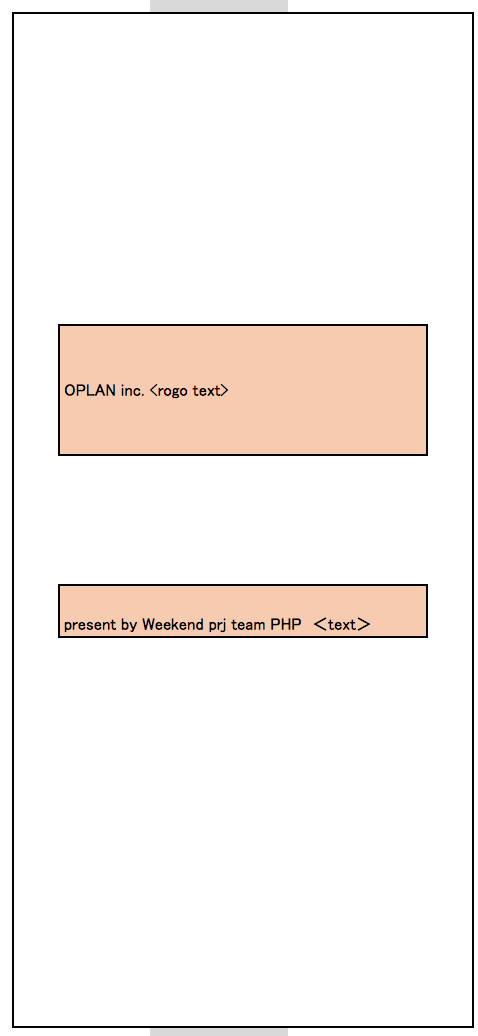 OPLAN inc. <rogo text>
present by Weekend prj team PHP　＜text＞